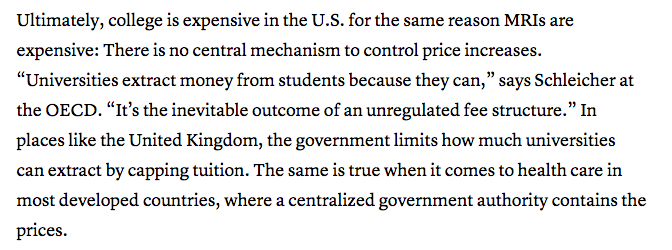 Ultimately, college is expensive in the U.S. for the same reason MRIs are
expensive: There is no central mechanism to control price increases.
“Universities extract money from students because they can,” says Schleicher at
the OECD. “It’s the inevitable outcome of an unregulated fee structure.” In
places like the United Kingdom, the government limits how much universities
can extract by capping tuition. The same is true when it comes to health care in
most developed countries, where a centralized government authority contains the
prices.